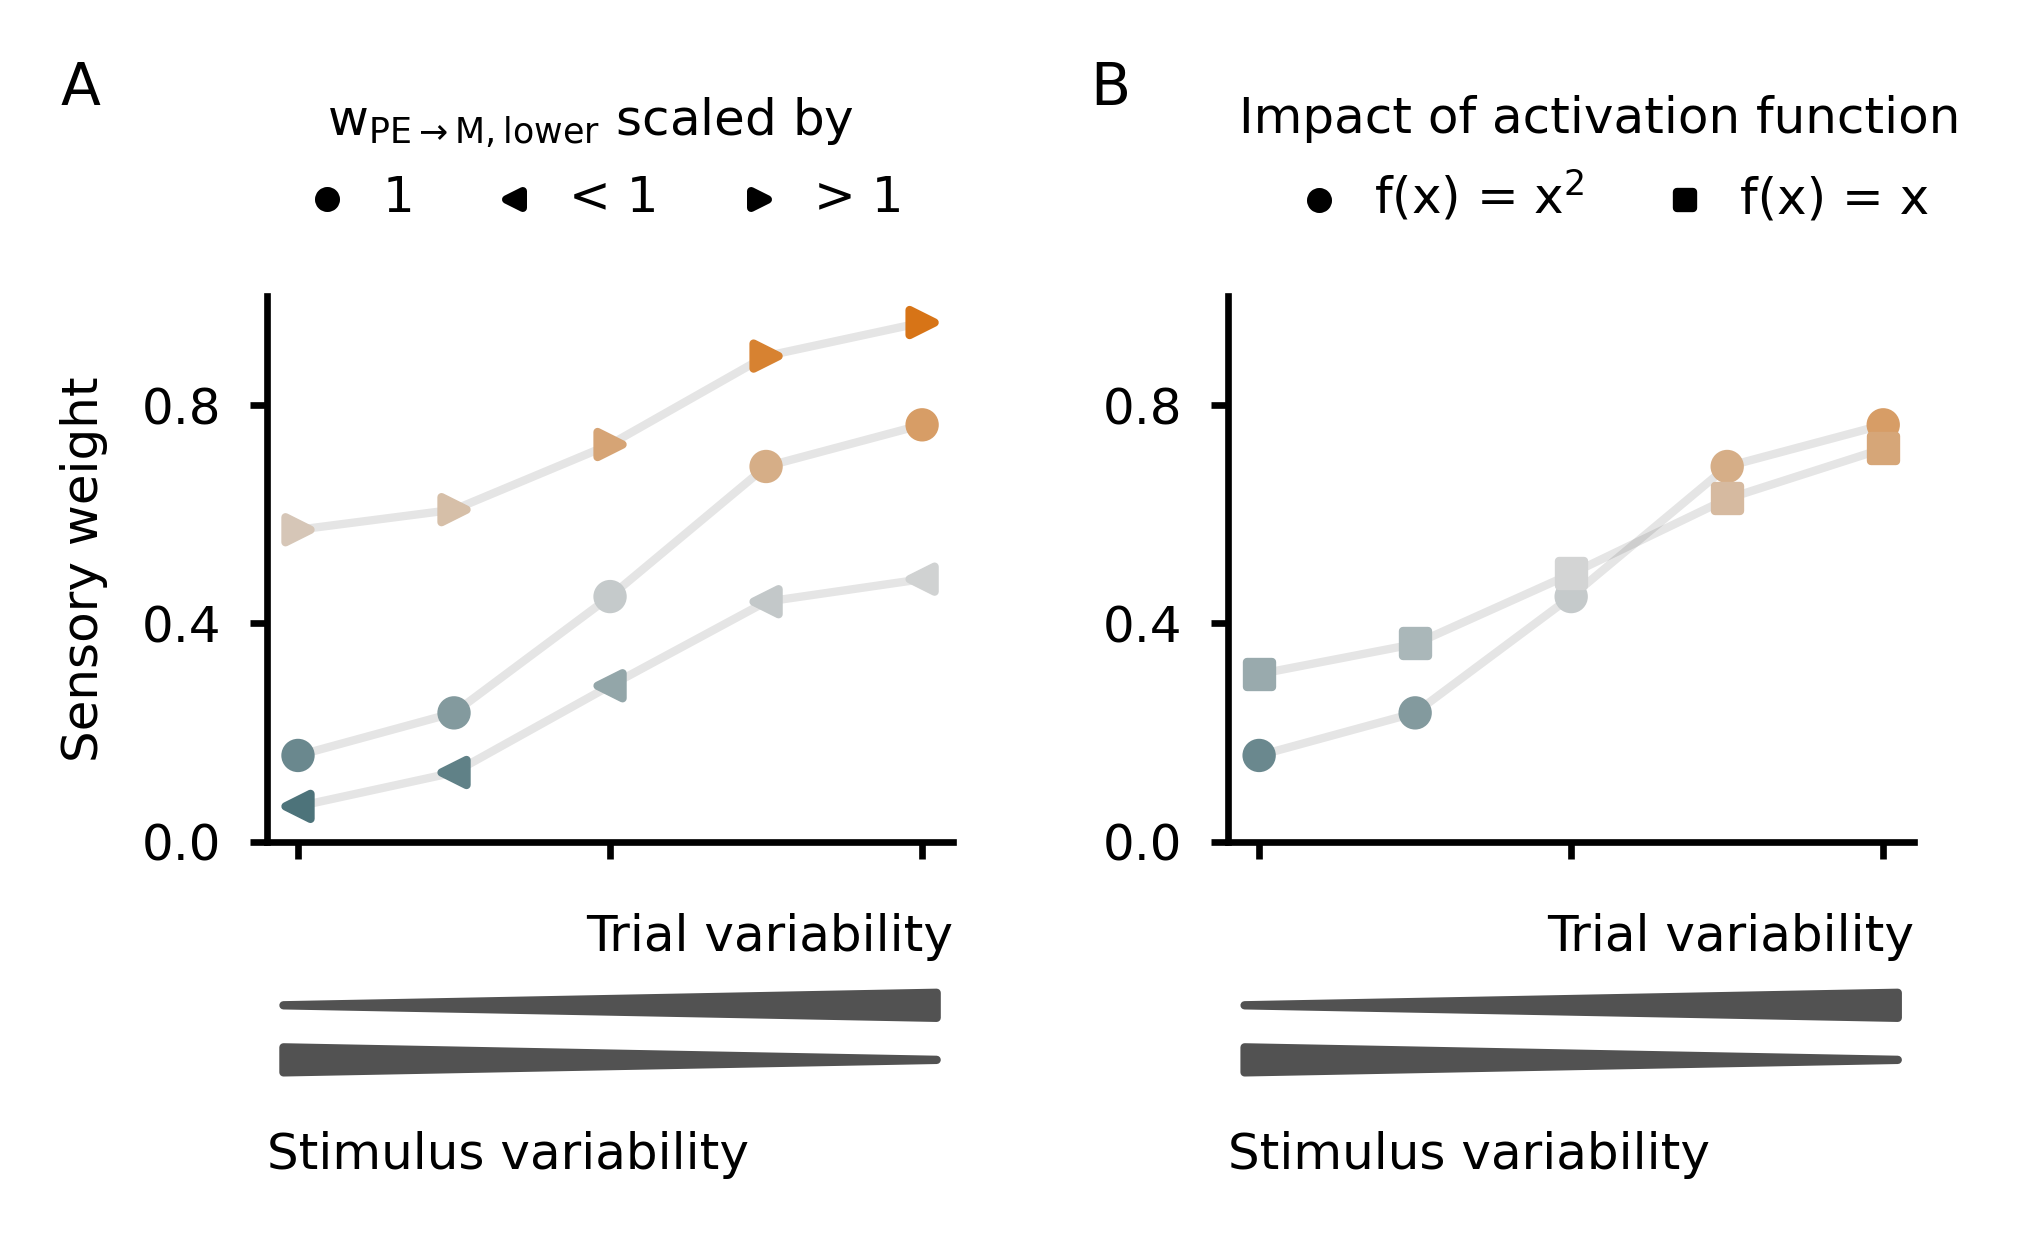 A
w_PE→M, lower scaled by
1 < 1 > 1
Sensory weight
0.8
0.4
0.0
Trial variability
Stimulus variability
B
Impact of activation function
f(x) = x² f(x) = x
0.8
0.4
0.0
Trial variability
Stimulus variability